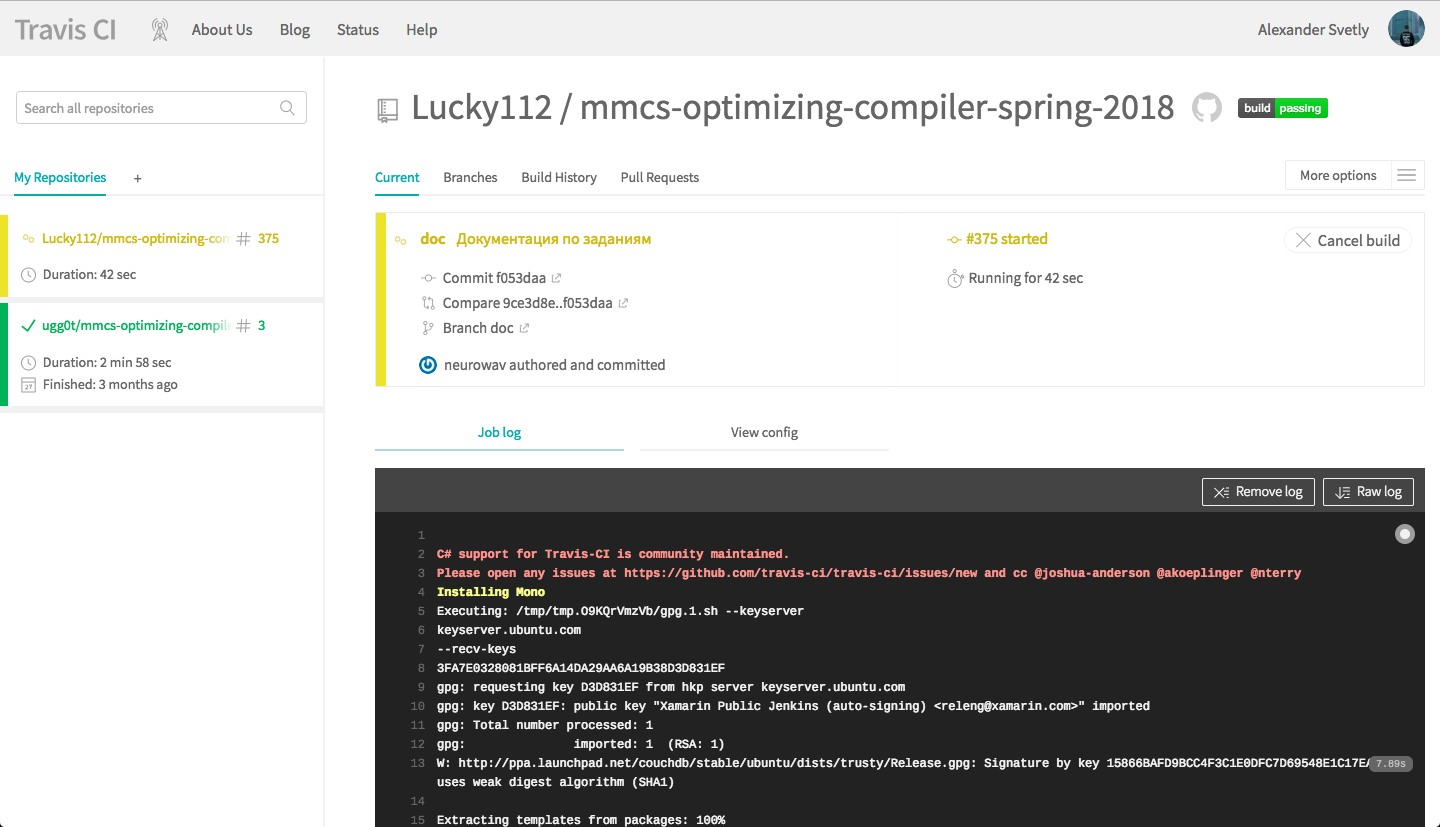 Travis CI
About Us
Blog
Status
Help
Alexander Svetly
Search all repositories
My Repositories
+
Lucky112/mmcs-optimizing-com
# 375
Duration: 42 sec
ugg0t/mmcs-optimizing-compile
# 3
Duration: 2 min 58 sec
27
Finished: 3 months ago
Lucky112 / mmcs-optimizing-compiler-spring-2018
build passing
Current
Branches
Build History
Pull Requests
More options
doc Документация по заданиям
Commit f053daa
Compare 9ce3d8e..f053daa
Branch doc
neurowav authored and committed
#375 started
Running for 42 sec
Cancel build
Job log
View config
Remove log
Raw log
1
2 C# support for Travis-CI is community maintained.
3 Please open any issues at https://github.com/travis-ci/travis-ci/issues/new and cc @joshua-anderson @akoeplinger @nterry
4 Installing Mono
5 Executing: /tmp/tmp.O9KQrVmzVb/gpg.1.sh --keyserver
6 keyserver.ubuntu.com
7 --recv-keys
8 3FA7E0328081BFF6A14DA29AA6A19B38D3D831EF
9 gpg: requesting key D3D831EF from hkp server keyserver.ubuntu.com
10 gpg: key D3D831EF: public key "Xamarin Public Jenkins (auto-signing) <releng@xamarin.com>" imported
11 gpg: Total number processed: 1
12 gpg:               imported: 1  (RSA: 1)
13 W: http://ppa.launchpad.net/couchdb/stable/ubuntu/dists/trusty/Release.gpg: Signature by key 15866BAFD9BCC4F3C1E0DFC7D69548E1C17EA 7.89s
uses weak digest algorithm (SHA1)
14
15 Extracting templates from packages: 100%